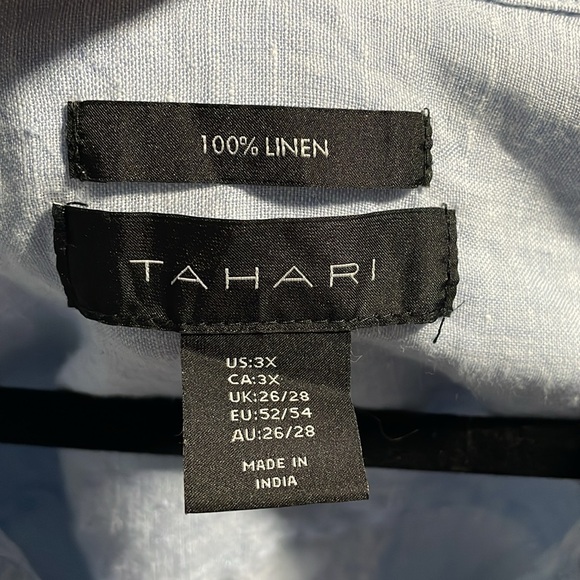 100% LINEN
TAHARI
US:3X
CA:3X
UK:26/28
EU:52/54
AU:26/28
MADE IN
INDIA